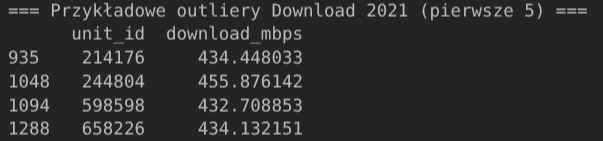 === Przykładowe outliery Download 2021 (pierwsze 5) ===
unit_id download_mbps
935 214176 434.448033
1048 244804 455.876142
1094 598598 432.708853
1288 658226 434.132151